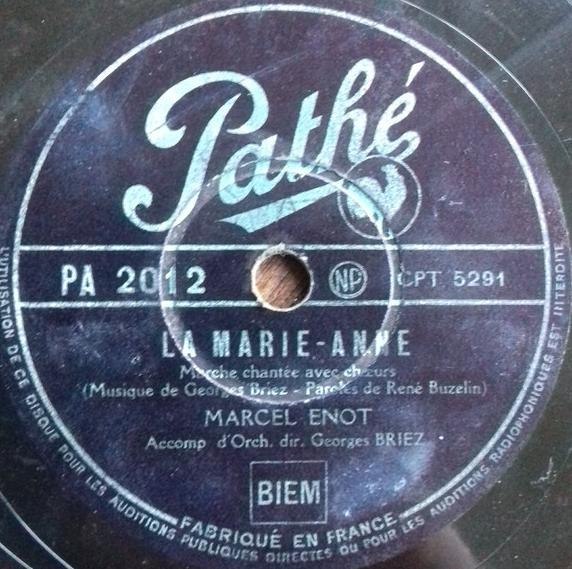 Pathé
PA 2012 NP CPT 5291
LA MARIE-ANNE
Marche chantée avec chœurs
(Musique de Georges Briez - Paroles de René Buzelin)
MARCEL ENOT
Accomp d'Orch. dir. Georges BRIEZ
BIEM
FABRIQUÉ EN FRANCE
L'UTILISATION DE CE DISQUE POUR LES AUDITIONS PUBLIQUES DIRECTES OU POUR LES AUDITIONS RADIOPHONIQUES EST INTERDITE